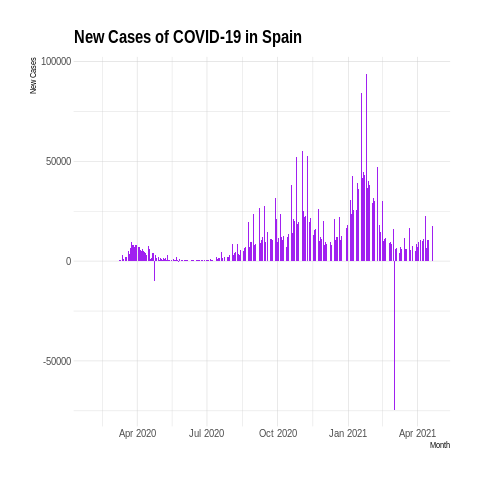 New Cases of COVID-19 in Spain
New Cases
100000
50000
0
-50000
Apr 2020 Jul 2020 Oct 2020 Jan 2021 Apr 2021
Month